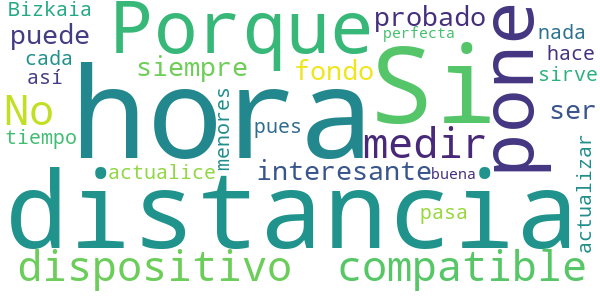 Bizkaia
Porque
probado
perfecta
puede
Si
pone
nada
cada
hace
así
siempre
fondo
sirve
hora
No
menores
pues
medir
ser
tiempo
actualice
interesante
buena
actualizar
distancia
pasa
dispositivo
compatible